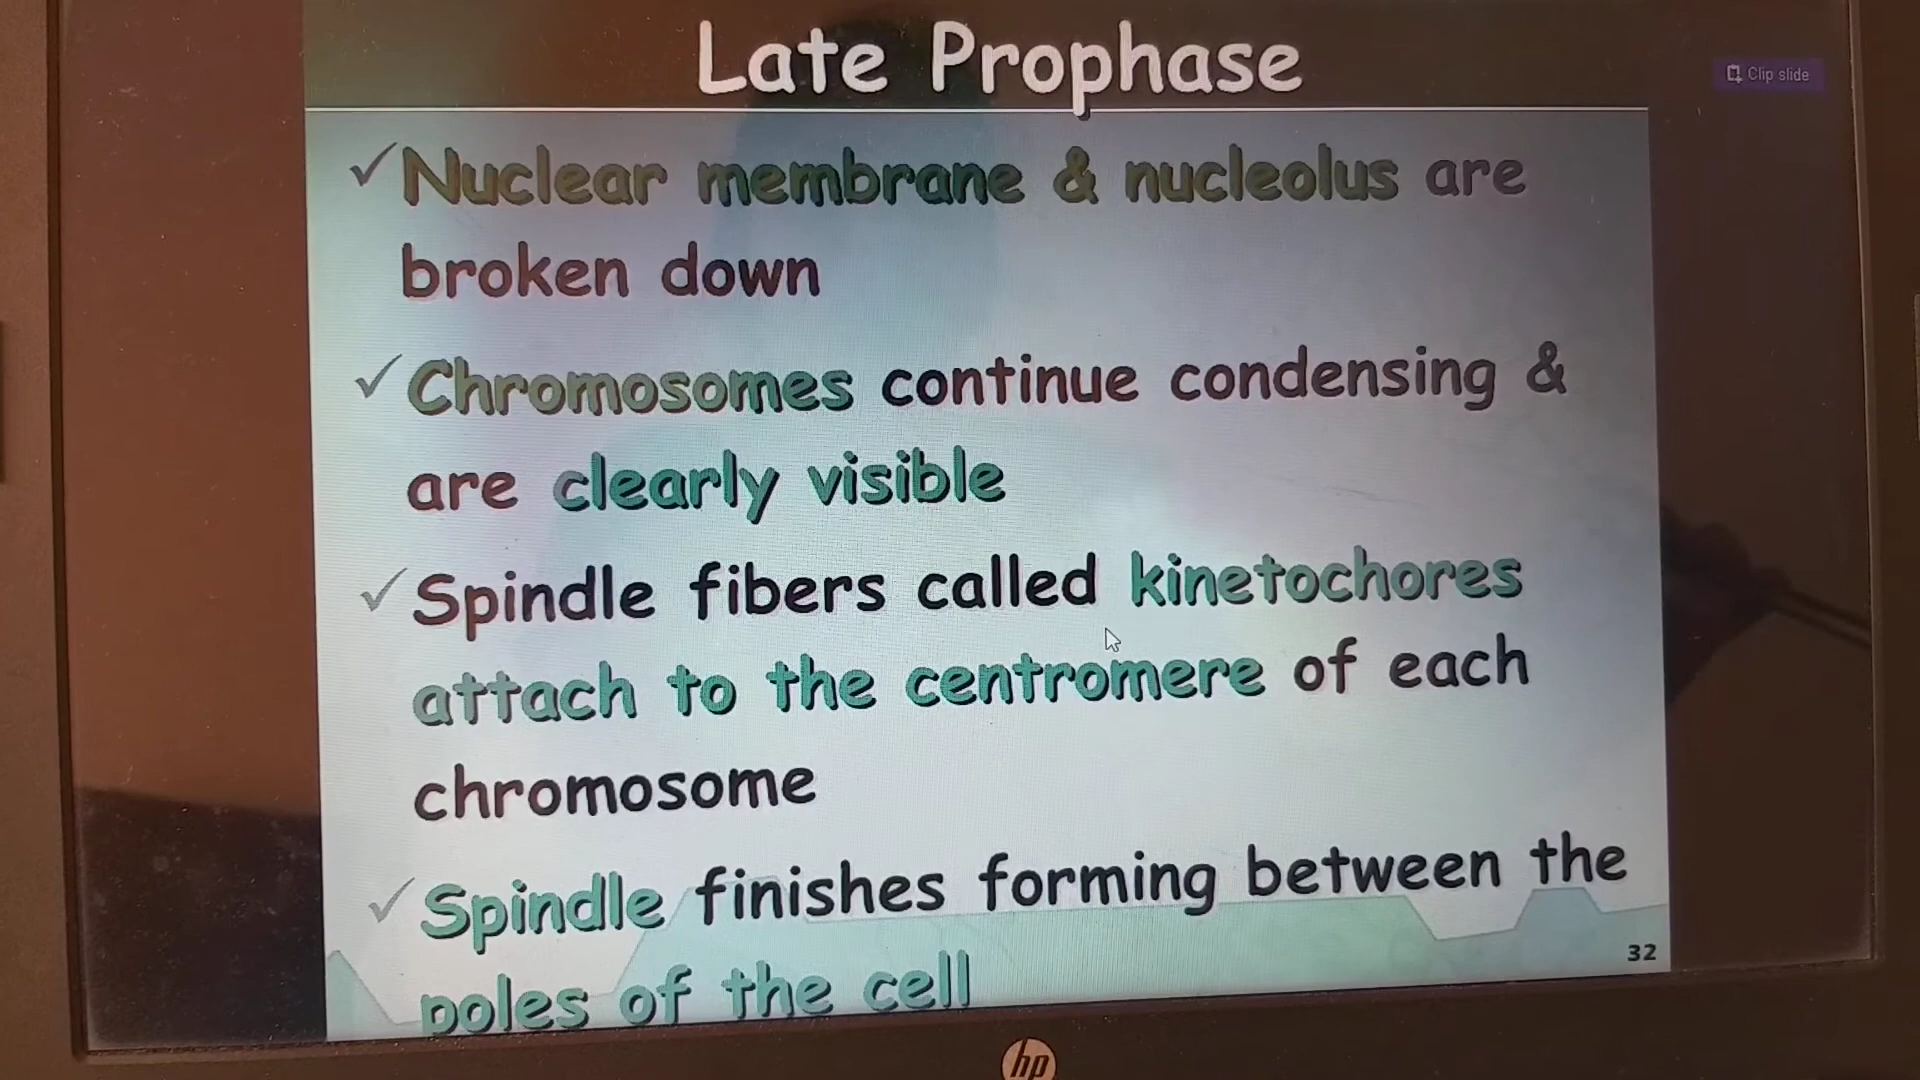 Late Prophase
Clip slide
✓Nuclear membrane & nucleolus are
broken down
✓Chromosomes continue condensing &
are clearly visible
✓Spindle fibers called kinetochores
attach to the centromere of each
chromosome
✓Spindle finishes forming between the
poles of the cell
32
hp